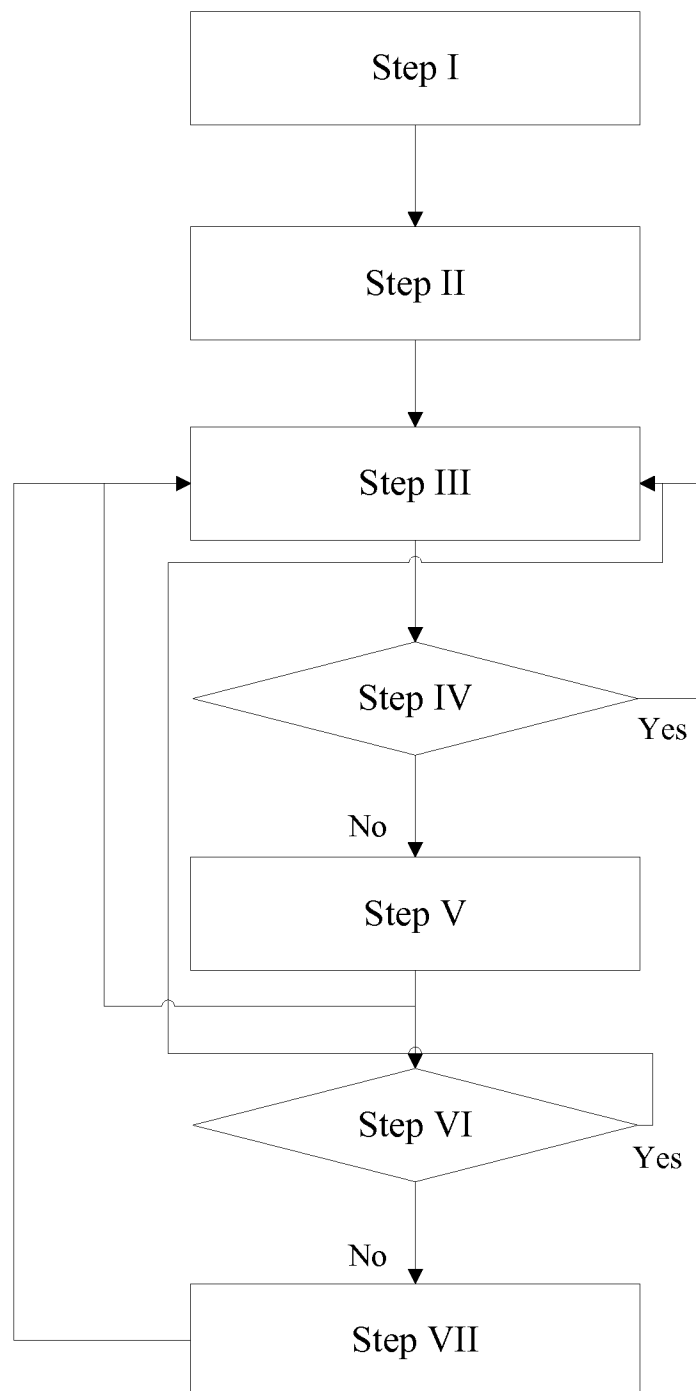 Step I
Step II
Step III
Step IV
Yes
No
Step V
Step VI
Yes
No
Step VII